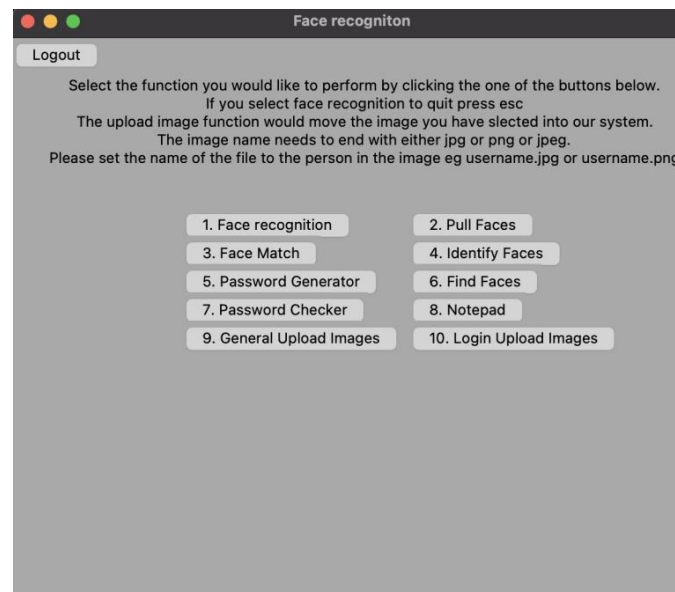 Face recogniton
Logout
Select the function you would like to perform by clicking the one of the buttons below.
If you select face recognition to quit press esc
The upload image function would move the image you have slected into our system.
The image name needs to end with either jpg or png or jpeg.
Please set the name of the file to the person in the image eg username.jpg or username.png
1. Face recognition
2. Pull Faces
3. Face Match
4. Identify Faces
5. Password Generator
6. Find Faces
7. Password Checker
8. Notepad
9. General Upload Images
10. Login Upload Images